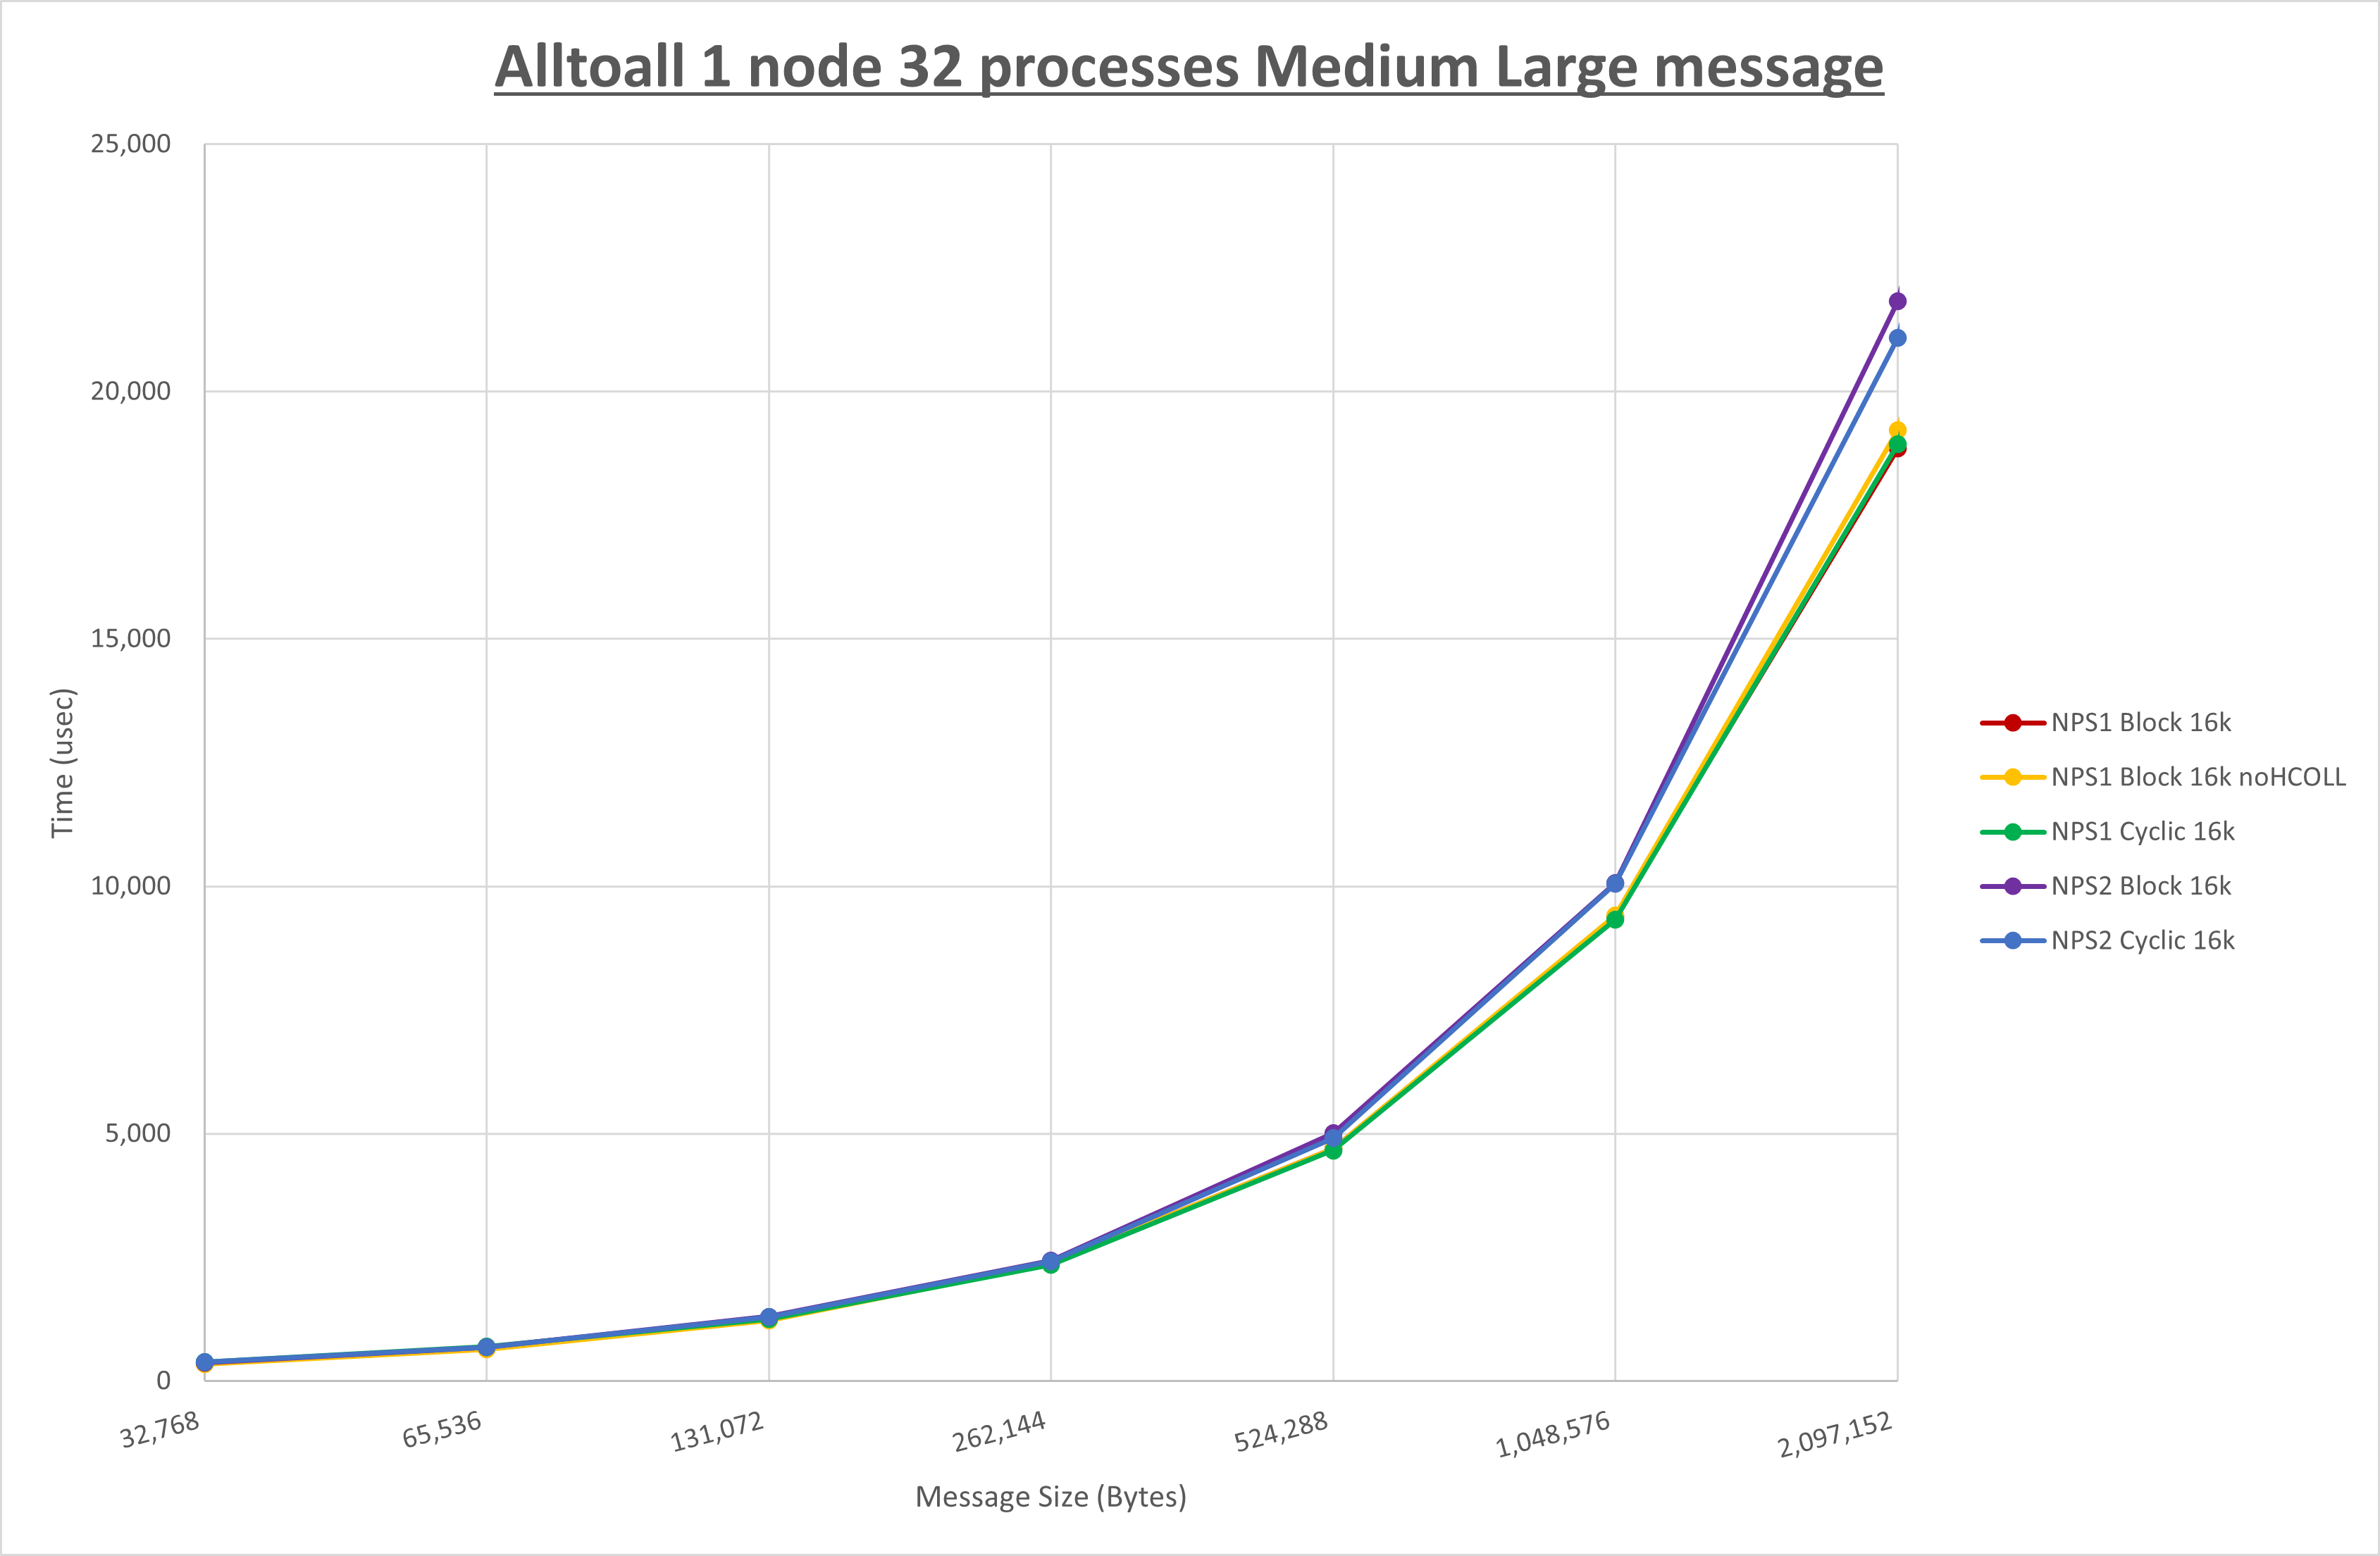 Alltoall 1 node 32 processes Medium Large message
25,000
20,000
15,000
10,000
5,000
0
Time (usec)
32,768
65,536
131,072
262,144
524,288
1,048,576
2,097,152
Message Size (Bytes)
NPS1 Block 16k
NPS1 Block 16k noHCOLL
NPS1 Cyclic 16k
NPS2 Block 16k
NPS2 Cyclic 16k